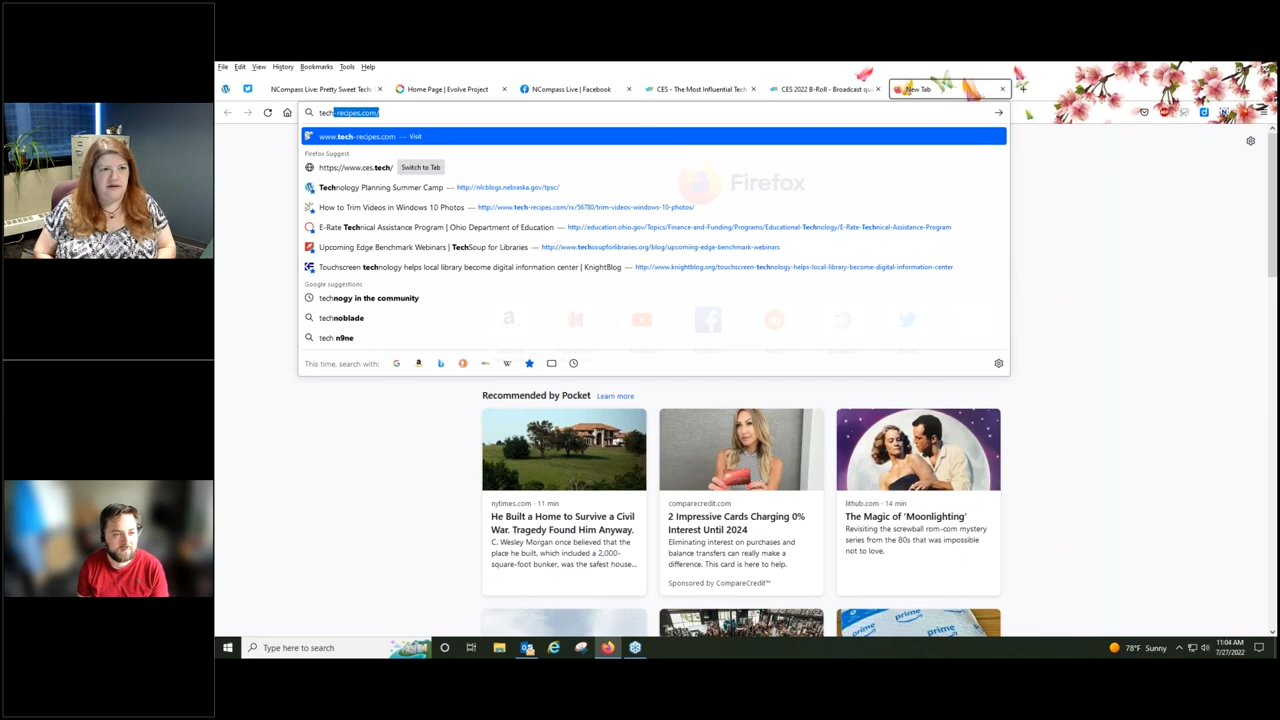 File Edit View History Bookmarks Tools Help
NCompass Live: Pretty Sweet Tech
Home Page | Evolve Project
NCompass Live | Facebook
CES - The Most Influential Tech
CES 2022 B-Roll - Broadcast qu
New Tab
tech-recipes.com/
www.tech-recipes.com — Visit
Firefox Suggest
https://www.ces.tech/ Switch to Tab
Technology Planning Summer Camp — http://nlcblogs.nebraska.gov/tpsc/
How to Trim Videos in Windows 10 Photos — http://www.tech-recipes.com/rx/56780/trim-videos-windows-10-photos/
E-Rate Technical Assistance Program | Ohio Department of Education — http://education.ohio.gov/Topics/Finance-and-Funding/Programs/Educational-Technology/E-Rate-Technical-Assistance-Program
Upcoming Edge Benchmark Webinars | TechSoup for Libraries — http://www.techsoupforlibraries.org/blog/upcoming-edge-benchmark-webinars
Touchscreen technology helps local library become digital information center | KnightBlog — http://www.knightblog.org/touchscreen-technology-helps-local-library-become-digital-information-center
Firefox
Google suggestions
technogy in the community
technoblade
tech n9ne
This time, search with:
Recommended by Pocket Learn more
nytimes.com · 11 min
He Built a Home to Survive a Civil
War. Tragedy Found Him Anyway.
C. Wesley Morgan once believed that the
place he built, which included a 2,000-
square-foot bunker, was the safest house...
comparecredit.com
2 Impressive Cards Charging 0%
Interest Until 2024
Eliminating interest on purchases and
balance transfers can really make a
difference. This card is here to help.
Sponsored by CompareCredit™
lithub.com · 14 min
The Magic of ‘Moonlighting’
Revisiting the screwball rom-com mystery
series from the 80s that was impossible
not to love.
prime
prime
Type here to search
78°F Sunny
11:04 AM
7/27/2022